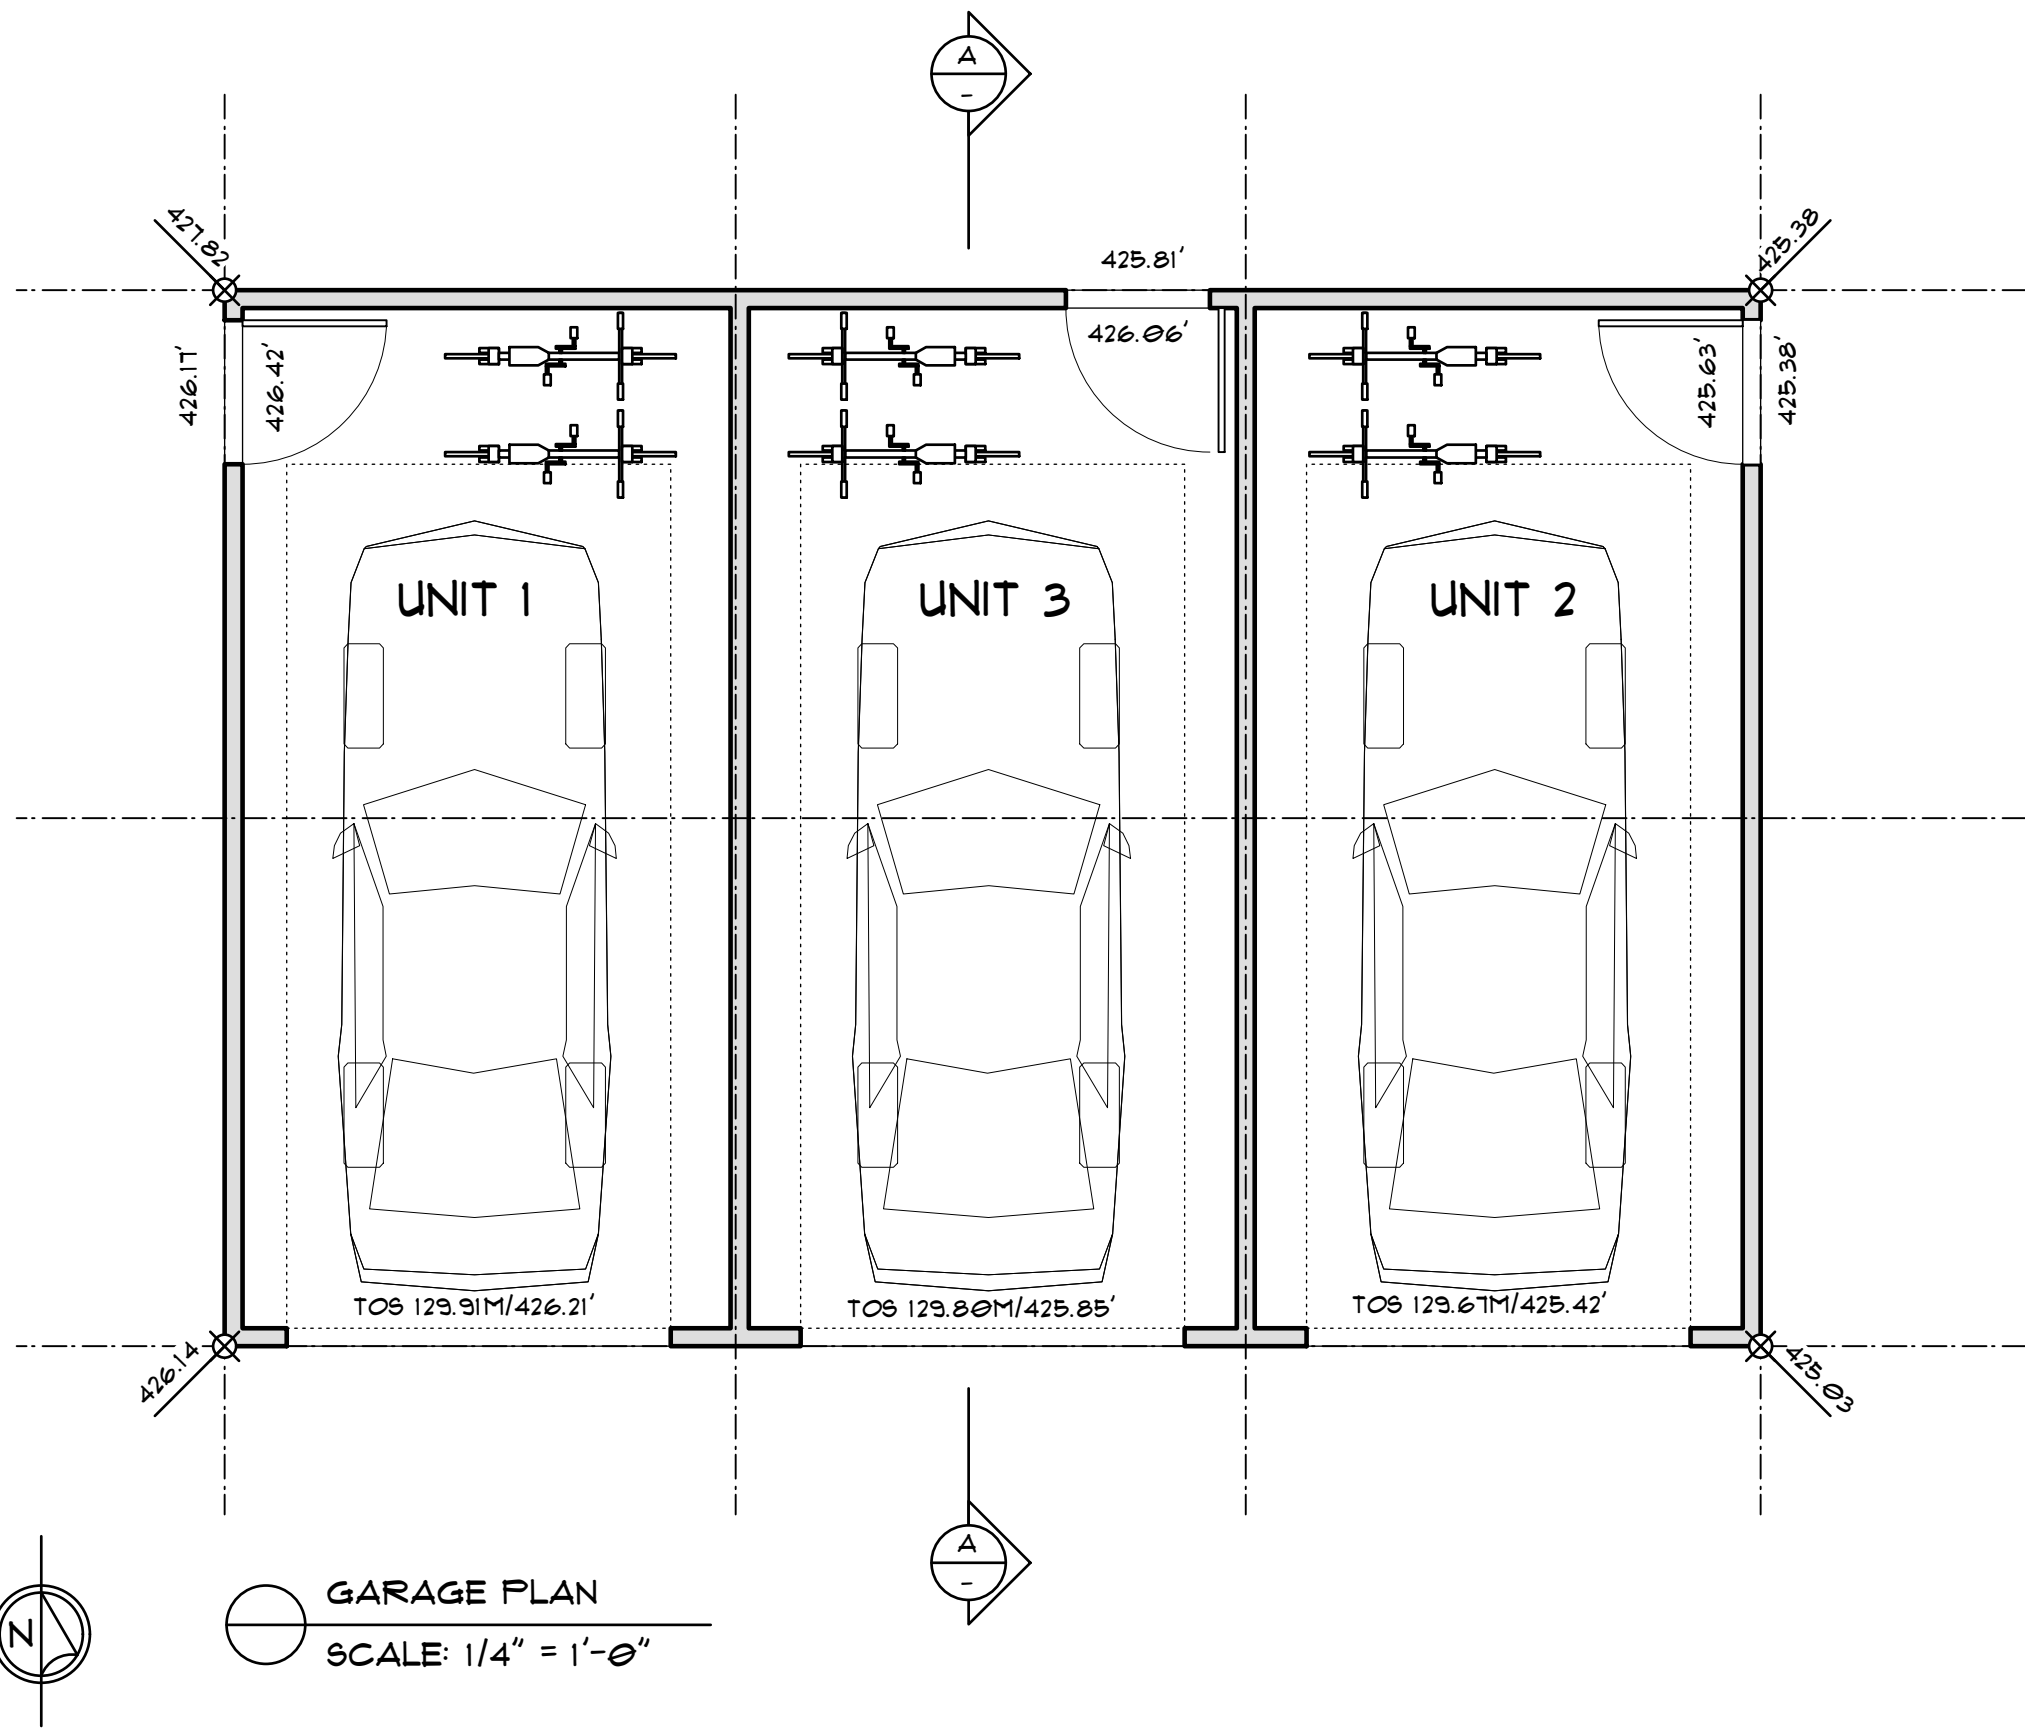 A
-
427.82
425.38
425.81'
426.06'
426.17'
426.42'
425.63'
425.38'
UNIT 1
UNIT 3
UNIT 2
TOS 129.91M/426.21'
TOS 129.80M/425.85'
TOS 129.67M/425.42'
426.14
425.03
A
-
GARAGE PLAN
N
SCALE: 1/4" = 1'-0"